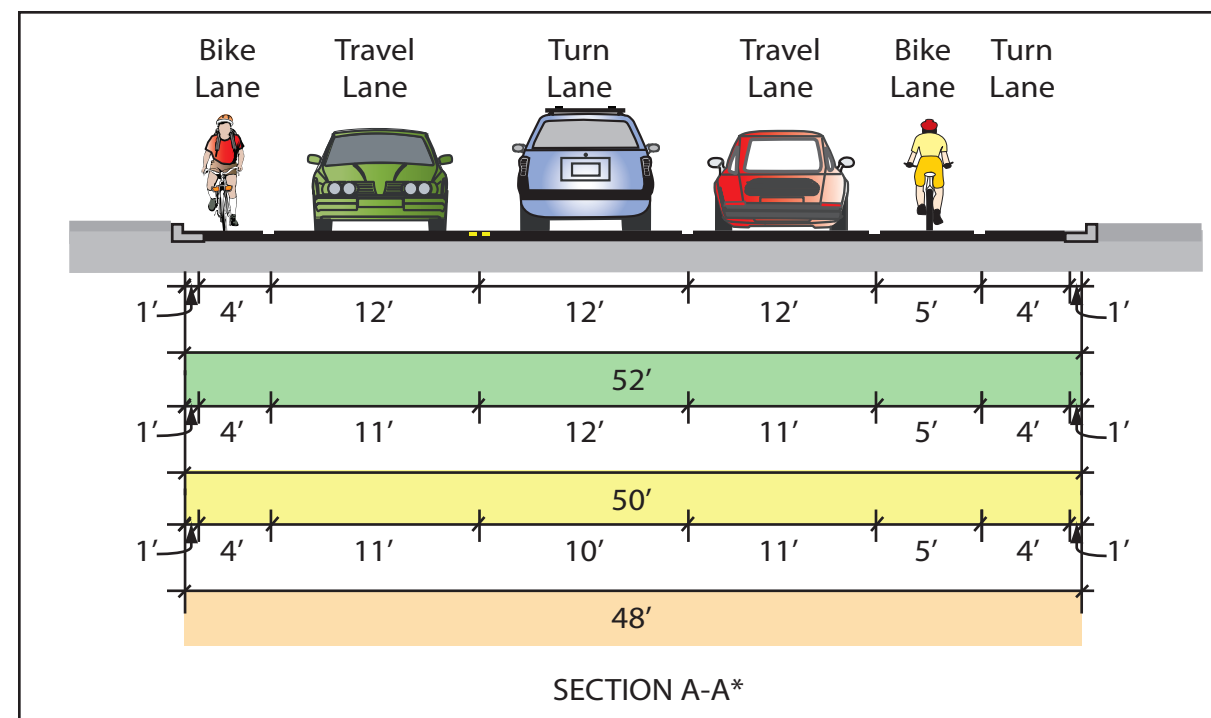 Bike Travel Turn Travel Bike Turn
Lane Lane Lane Lane Lane Lane
1’ 4’ 12’ 12’ 12’ 5’ 4’ 1’
52’
1’ 4’ 11’ 12’ 11’ 5’ 4’ 1’
50’
1’ 4’ 11’ 10’ 11’ 5’ 4’ 1’
48’
SECTION A-A*